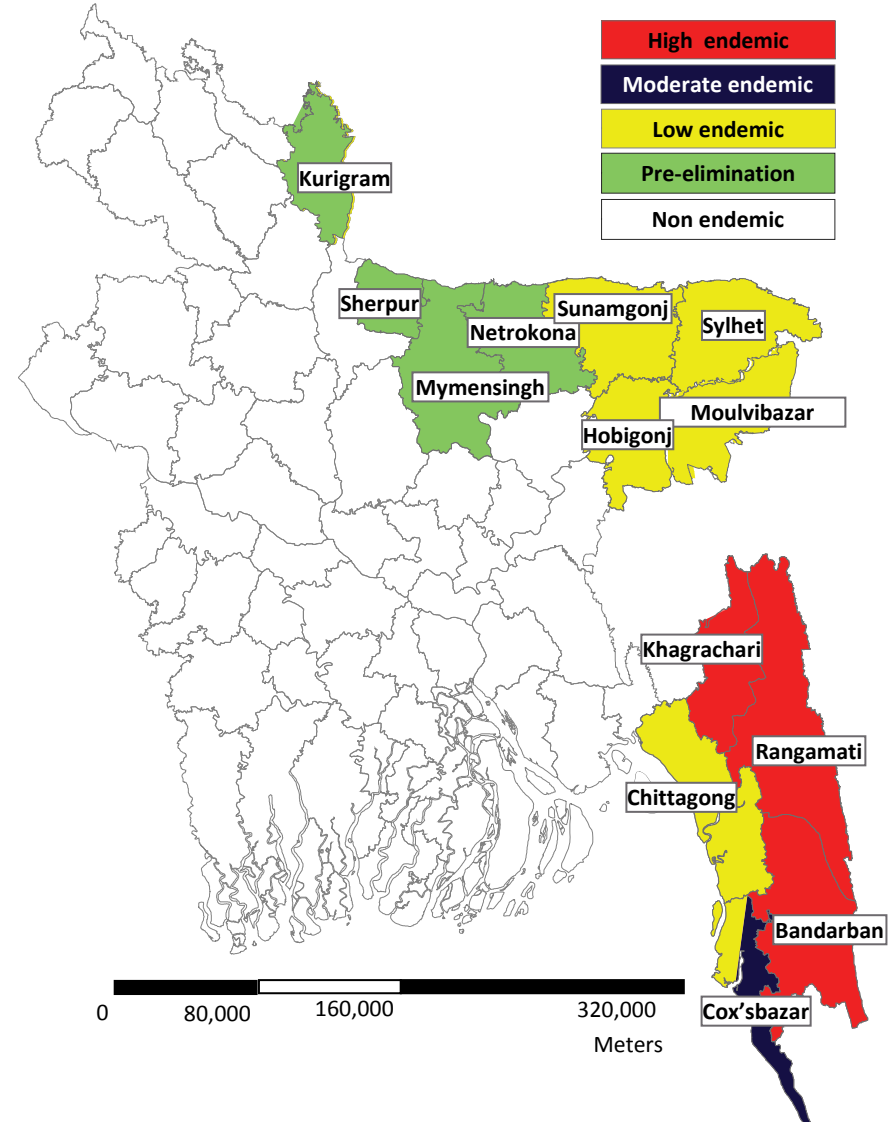 High endemic
Moderate endemic
Low endemic
Pre-elimination
Non endemic
Kurigram
Sherpur
Sunamgonj
Netrokona
Sylhet
Mymensingh
Moulvibazar
Hobigonj
Khagrachari
Rangamati
Chittagong
Bandarban
Cox'sbazar
0 80,000 160,000 320,000
Meters